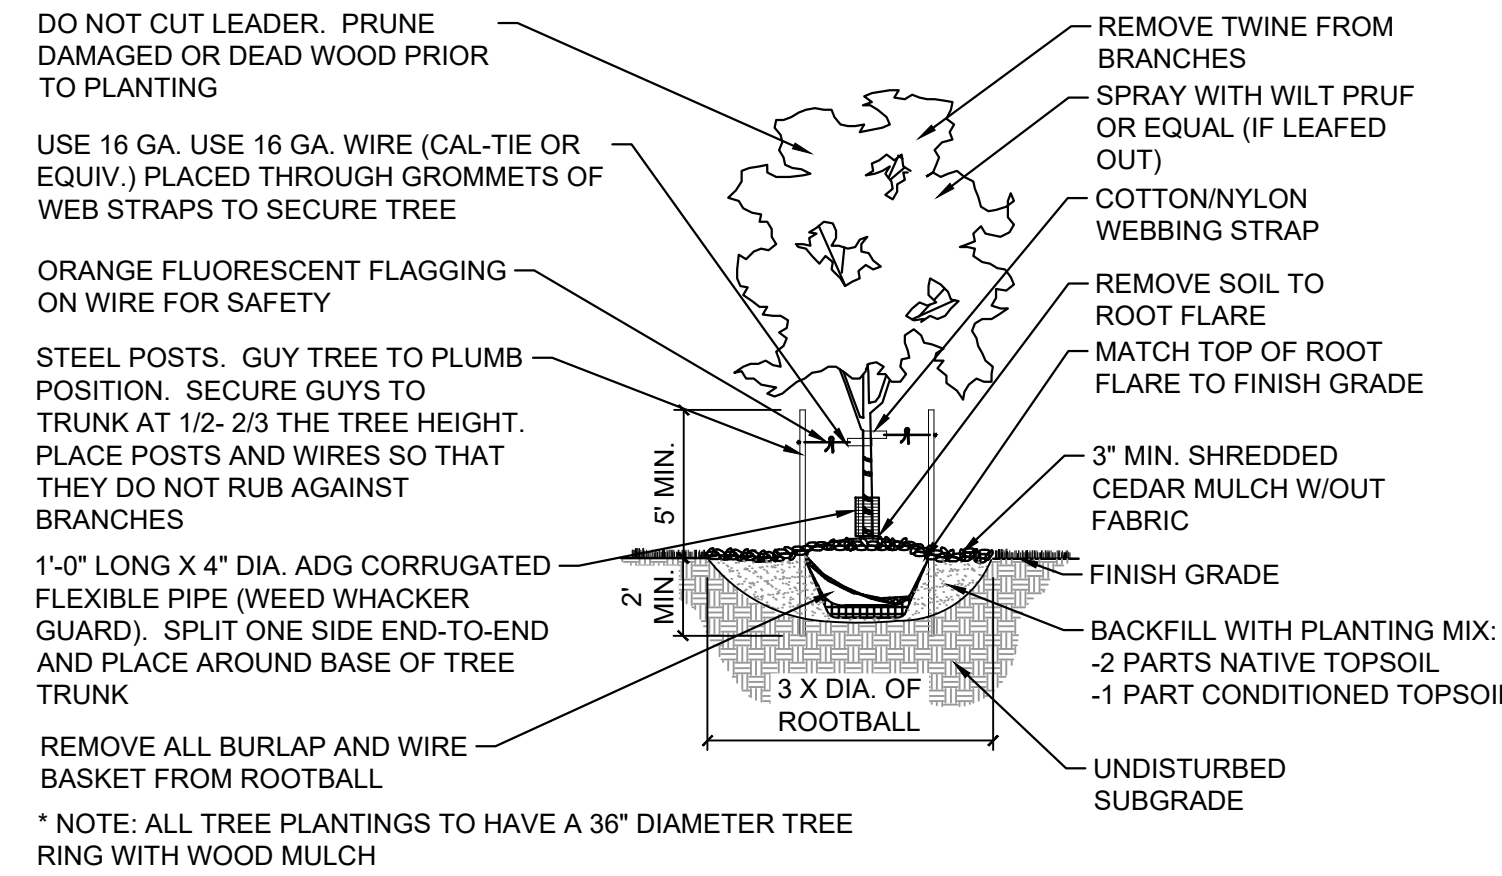 DO NOT CUT LEADER.  PRUNE
DAMAGED OR DEAD WOOD PRIOR
TO PLANTING
USE 16 GA. USE 16 GA. WIRE (CAL-TIE OR
EQUIV.) PLACED THROUGH GROMMETS OF
WEB STRAPS TO SECURE TREE
ORANGE FLUORESCENT FLAGGING
ON WIRE FOR SAFETY
STEEL POSTS.  GUY TREE TO PLUMB
POSITION.  SECURE GUYS TO
TRUNK AT 1/2- 2/3 THE TREE HEIGHT.
PLACE POSTS AND WIRES SO THAT
THEY DO NOT RUB AGAINST
BRANCHES
1'-0" LONG X 4" DIA. ADG CORRUGATED
FLEXIBLE PIPE (WEED WHACKER
GUARD).  SPLIT ONE SIDE END-TO-END
AND PLACE AROUND BASE OF TREE
TRUNK
REMOVE ALL BURLAP AND WIRE
BASKET FROM ROOTBALL
* NOTE: ALL TREE PLANTINGS TO HAVE A 36" DIAMETER TREE
RING WITH WOOD MULCH
5' MIN.
2'
MIN.
3 X DIA. OF
ROOTBALL
REMOVE TWINE FROM
BRANCHES
SPRAY WITH WILT PRUF
OR EQUAL (IF LEAFED
OUT)
COTTON/NYLON
WEBBING STRAP
REMOVE SOIL TO
ROOT FLARE
MATCH TOP OF ROOT
FLARE TO FINISH GRADE
3" MIN. SHREDDED
CEDAR MULCH W/OUT
FABRIC
FINISH GRADE
BACKFILL WITH PLANTING MIX:
-2 PARTS NATIVE TOPSOIL
-1 PART CONDITIONED TOPSOIL
UNDISTURBED
SUBGRADE